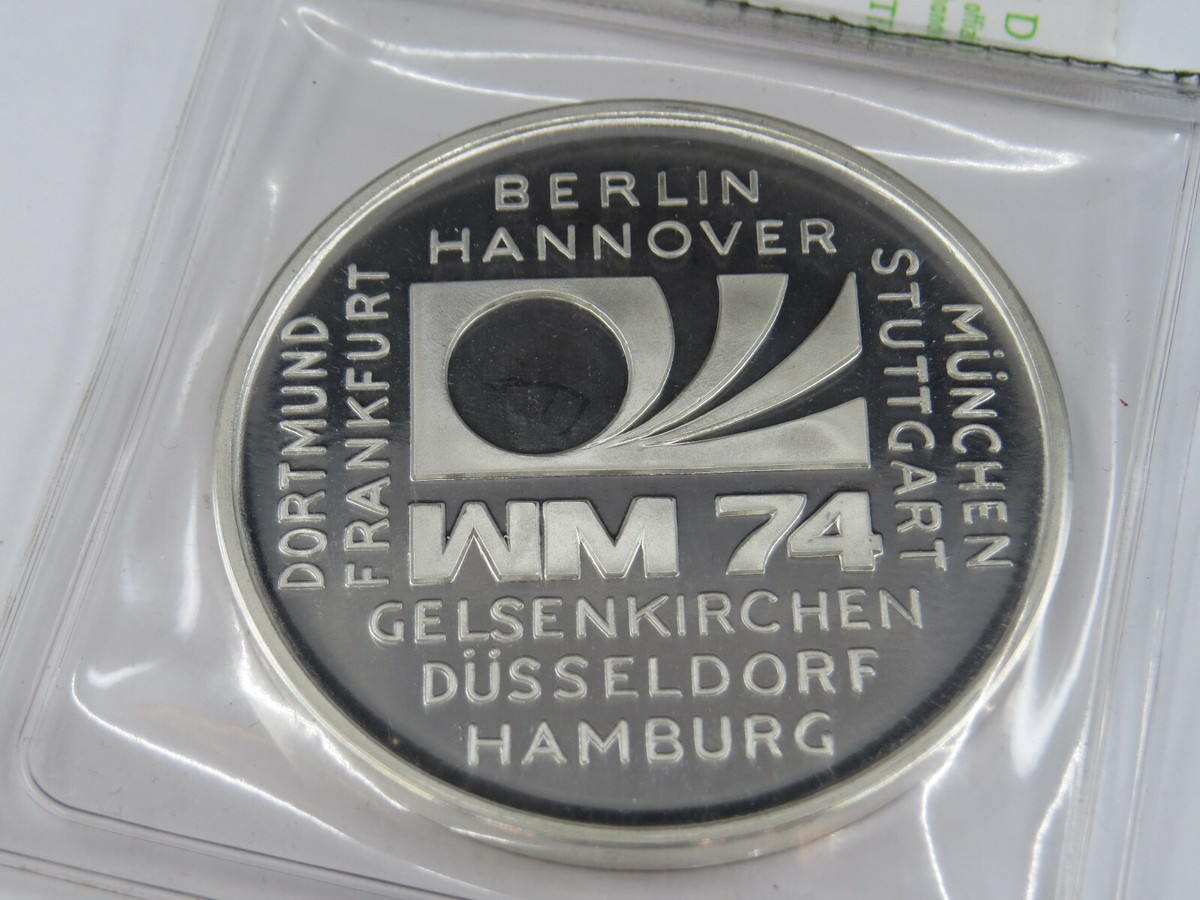 BERLIN
HANNOVER
DORTMUND
FRANKFURT
STUTTGART
MÜNCHEN
WM 74
GELSENKIRCHEN
DÜSSELDORF
HAMBURG